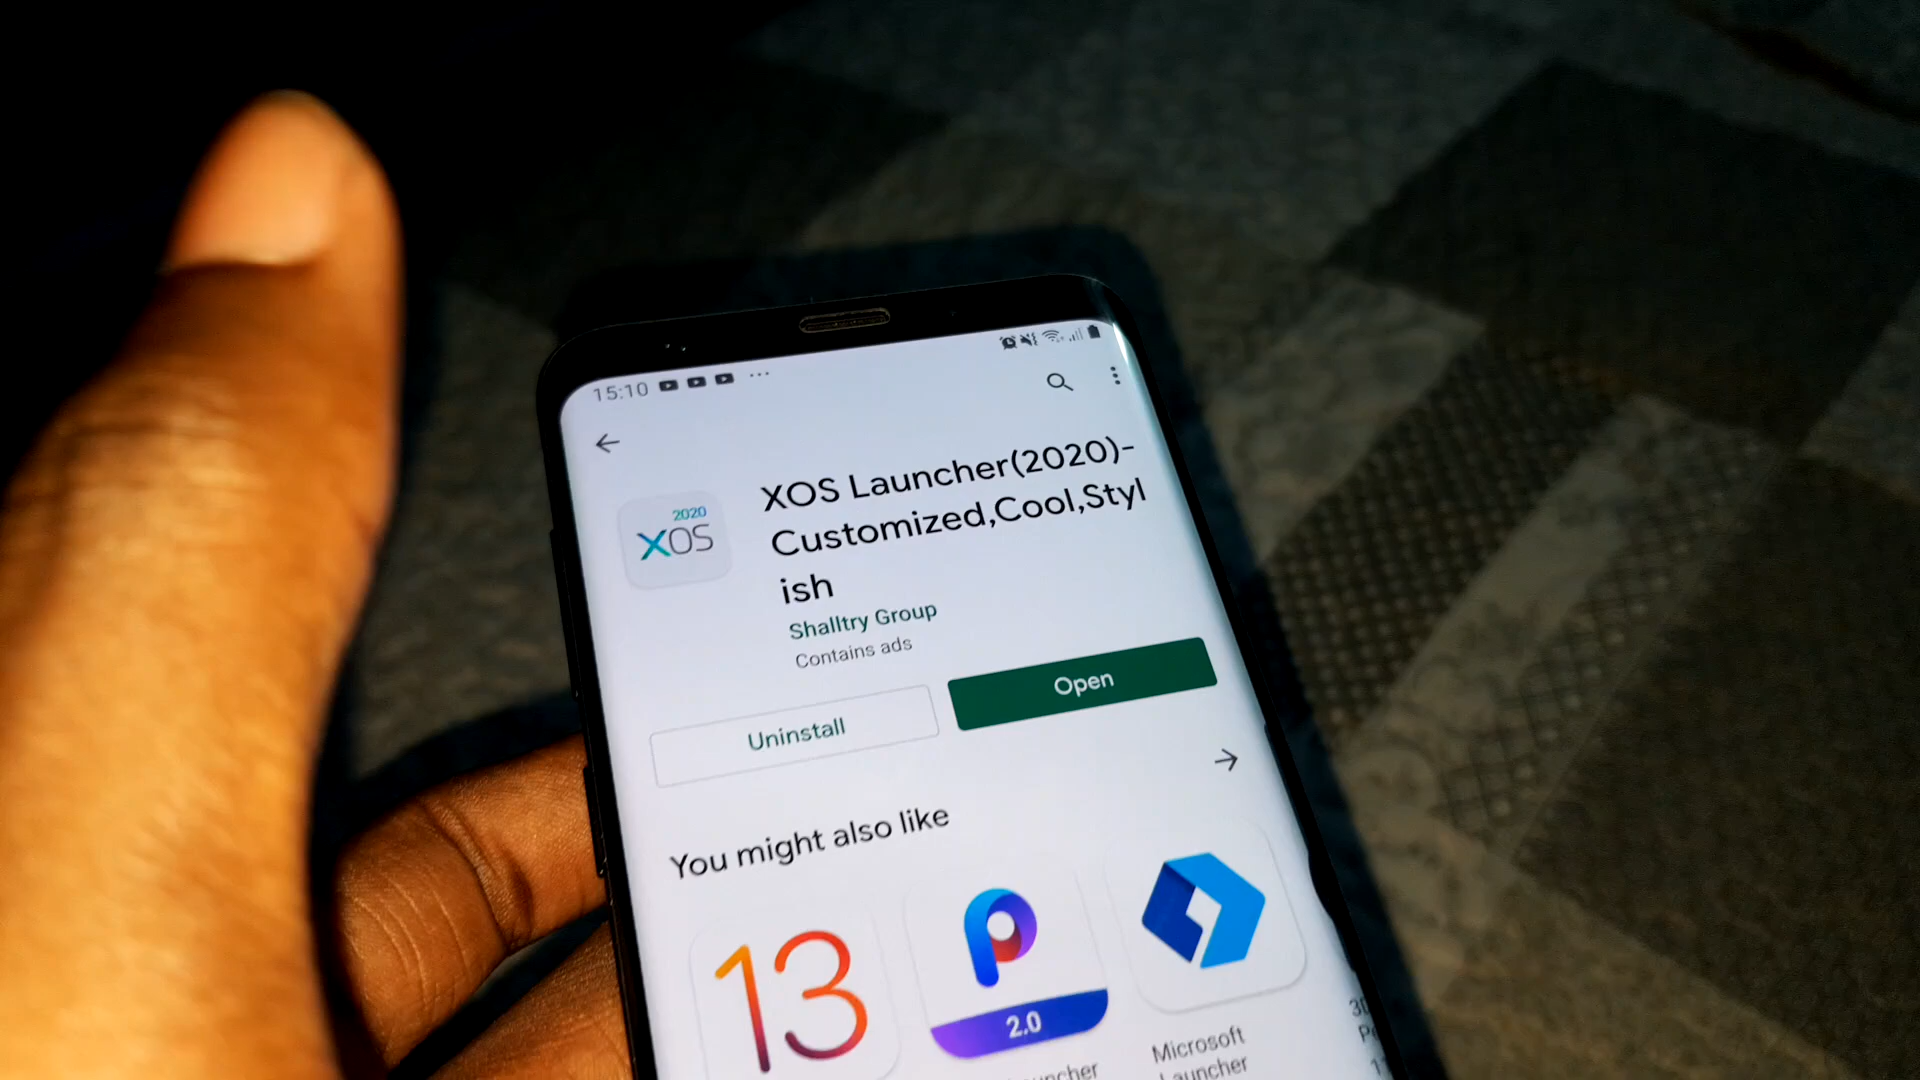 15:10
2020
XOS
XOS Launcher(2020)-
Customized,Cool,Styl
ish
Shalltry Group
Contains ads
Uninstall
Open
You might also like
13
2.0
Microsoft
Launcher